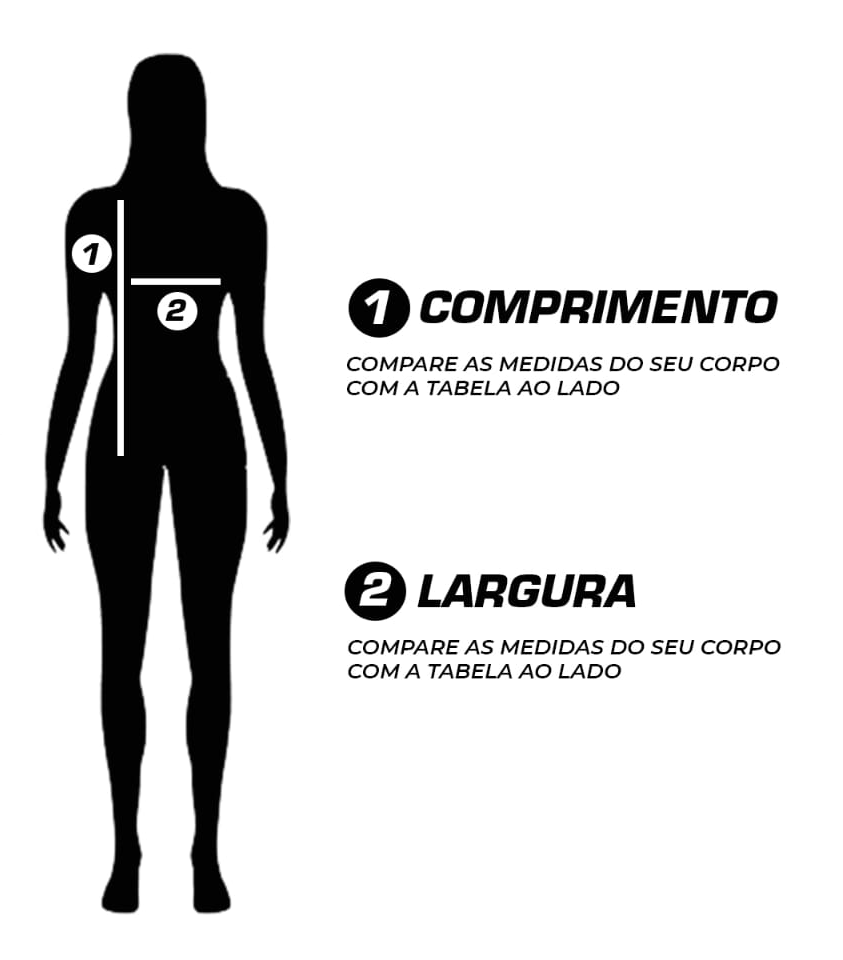 1
2
1 COMPRIMENTO
COMPARE AS MEDIDAS DO SEU CORPO
COM A TABELA AO LADO
2 LARGURA
COMPARE AS MEDIDAS DO SEU CORPO
COM A TABELA AO LADO